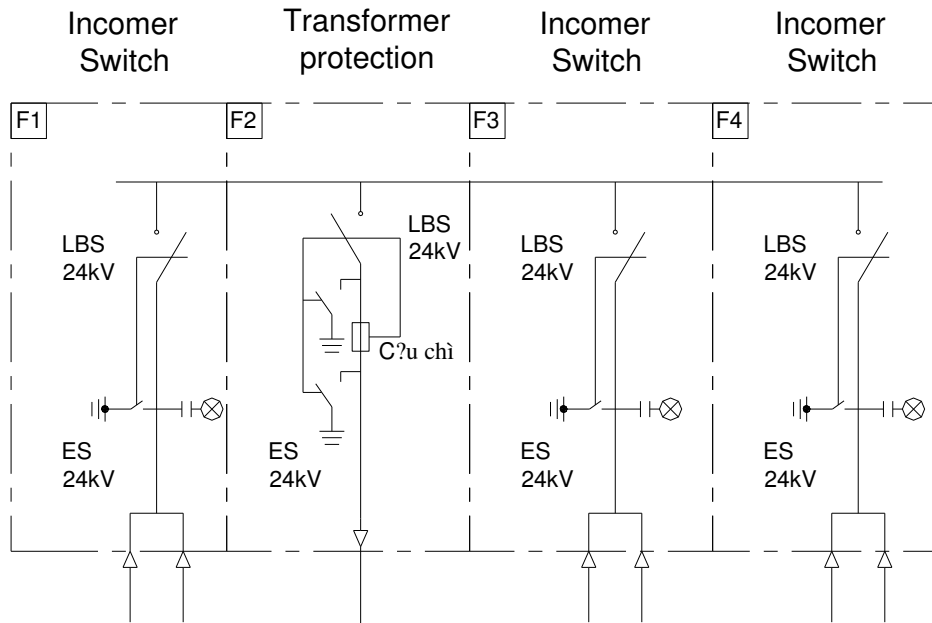 Incomer
Switch
Transformer
protection
Incomer
Switch
Incomer
Switch
F1
F2
F3
F4
LBS
24kV
LBS
24kV
LBS
24kV
LBS
24kV
C?u chì
ES
24kV
ES
24kV
ES
24kV
ES
24kV